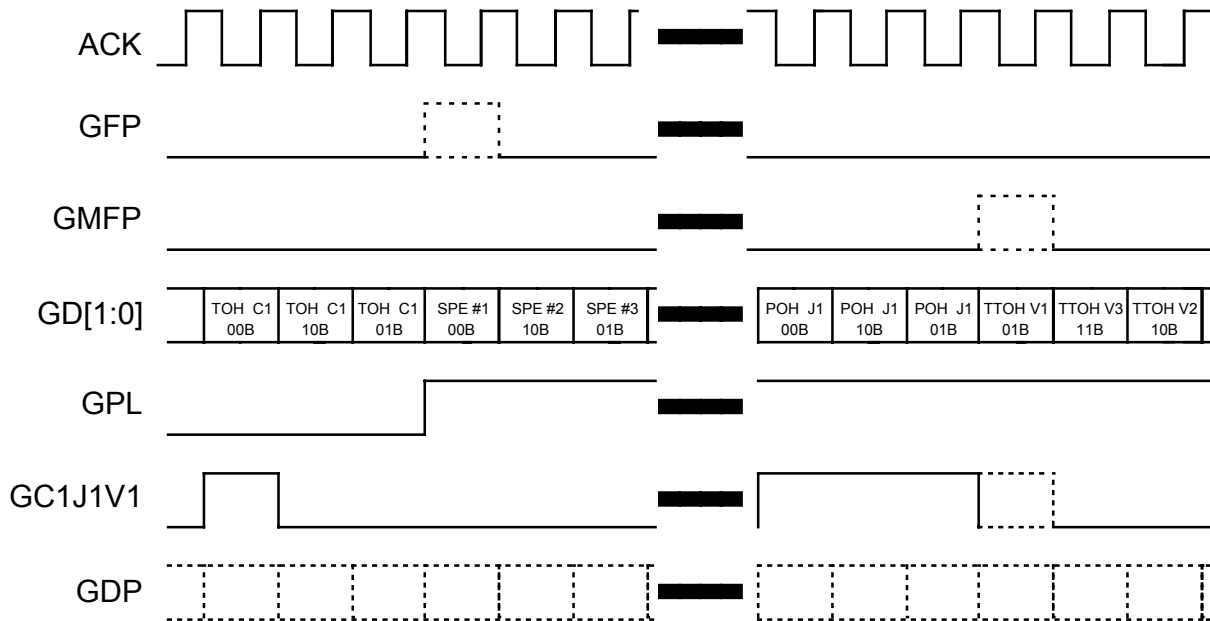 ACK
GFP
GMFP
GD[1:0]
TOH C1 TOH C1 TOH C1 SPE #1 SPE #2 SPE #3 POH J1 POH J1 POH J1 TTOH V1 TTOH V3 TTOH V2
00B 10B 01B 00B 10B 01B 00B 10B 01B 01B 11B 10B
GPL
GC1J1V1
GDP